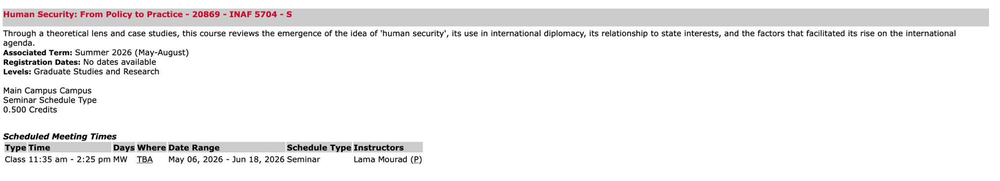 Human Security: From Policy to Practice - 20869 - INAF 5704 - S
Through a theoretical lens and case studies, this course reviews the emergence of the idea of 'human security', its use in international diplomacy, its relationship to state interests, and the factors that facilitated its rise on the international
agenda.
Associated Term: Summer 2026 (May-August)
Registration Dates: No dates available
Levels: Graduate Studies and Research
Main Campus Campus
Seminar Schedule Type
0.500 Credits
Scheduled Meeting Times
Type Time Days Where Date Range Schedule Type Instructors
Class 11:35 am - 2:25 pm MW TBA May 06, 2026 - Jun 18, 2026 Seminar Lama Mourad (P)